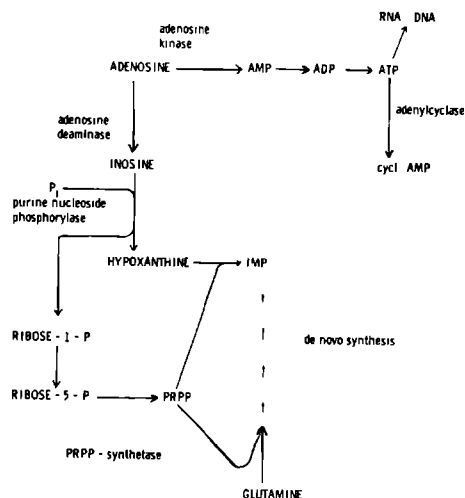 RNA DNA
adenosine
kinase
ADENOSINE AMP ADP ATP
adenosine
deaminase
adenylcyclase
INOSINE
cycl AMP
Pi
purine nucleoside
phosphorylase
HYPOXANTHINE IMP
RIBOSE - 1 - P
de novo synthesis
RIBOSE - 5 - P PRPP
PRPP - synthetase
GLUTAMINE